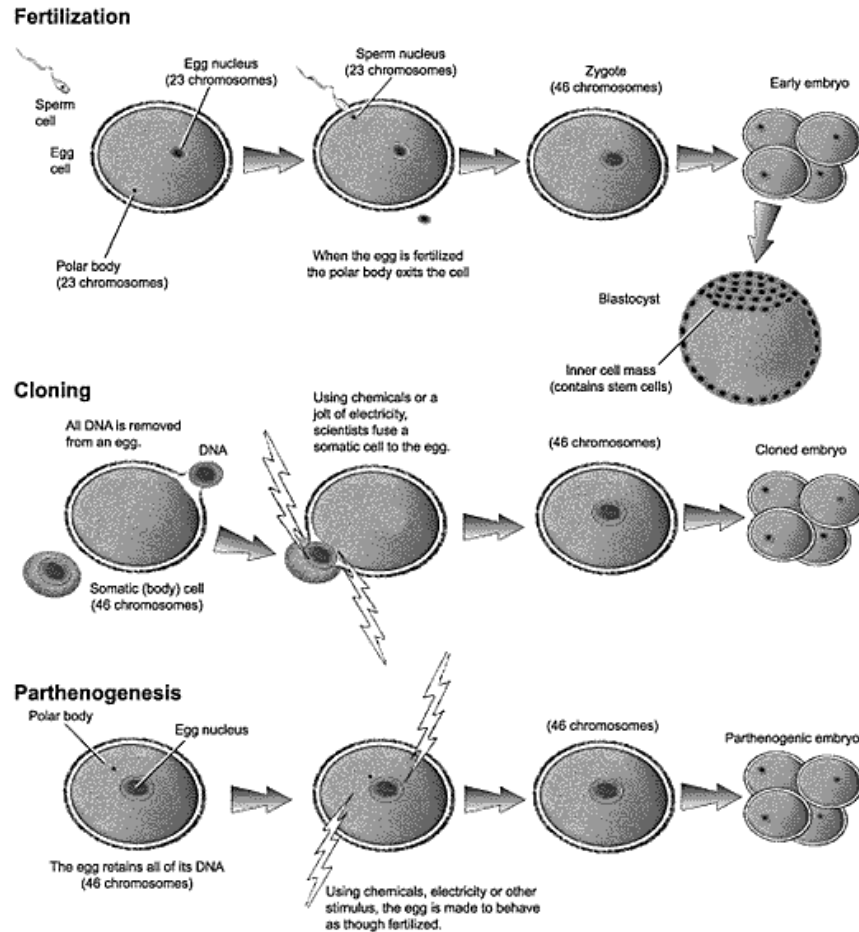 Fertilization
Sperm
cell
Egg
cell
Egg nucleus
(23 chromosomes)
Polar body
(23 chromosomes)
Sperm nucleus
(23 chromosomes)
When the egg is fertilized
the polar body exits the cell
Zygote
(46 chromosomes)
Early embryo
Blastocyst
Inner cell mass
(contains stem cells)
Cloning
All DNA is removed
from an egg.
DNA
Somatic (body) cell
(46 chromosomes)
Using chemicals or a
jolt of electricity,
scientists fuse a
somatic cell to the egg.
(46 chromosomes)
Cloned embryo
Parthenogenesis
Polar body
Egg nucleus
The egg retains all of its DNA
(46 chromosomes)
Using chemicals, electricity or other
stimulus, the egg is made to behave
as though fertilized.
(46 chromosomes)
Parthenogenic embryo